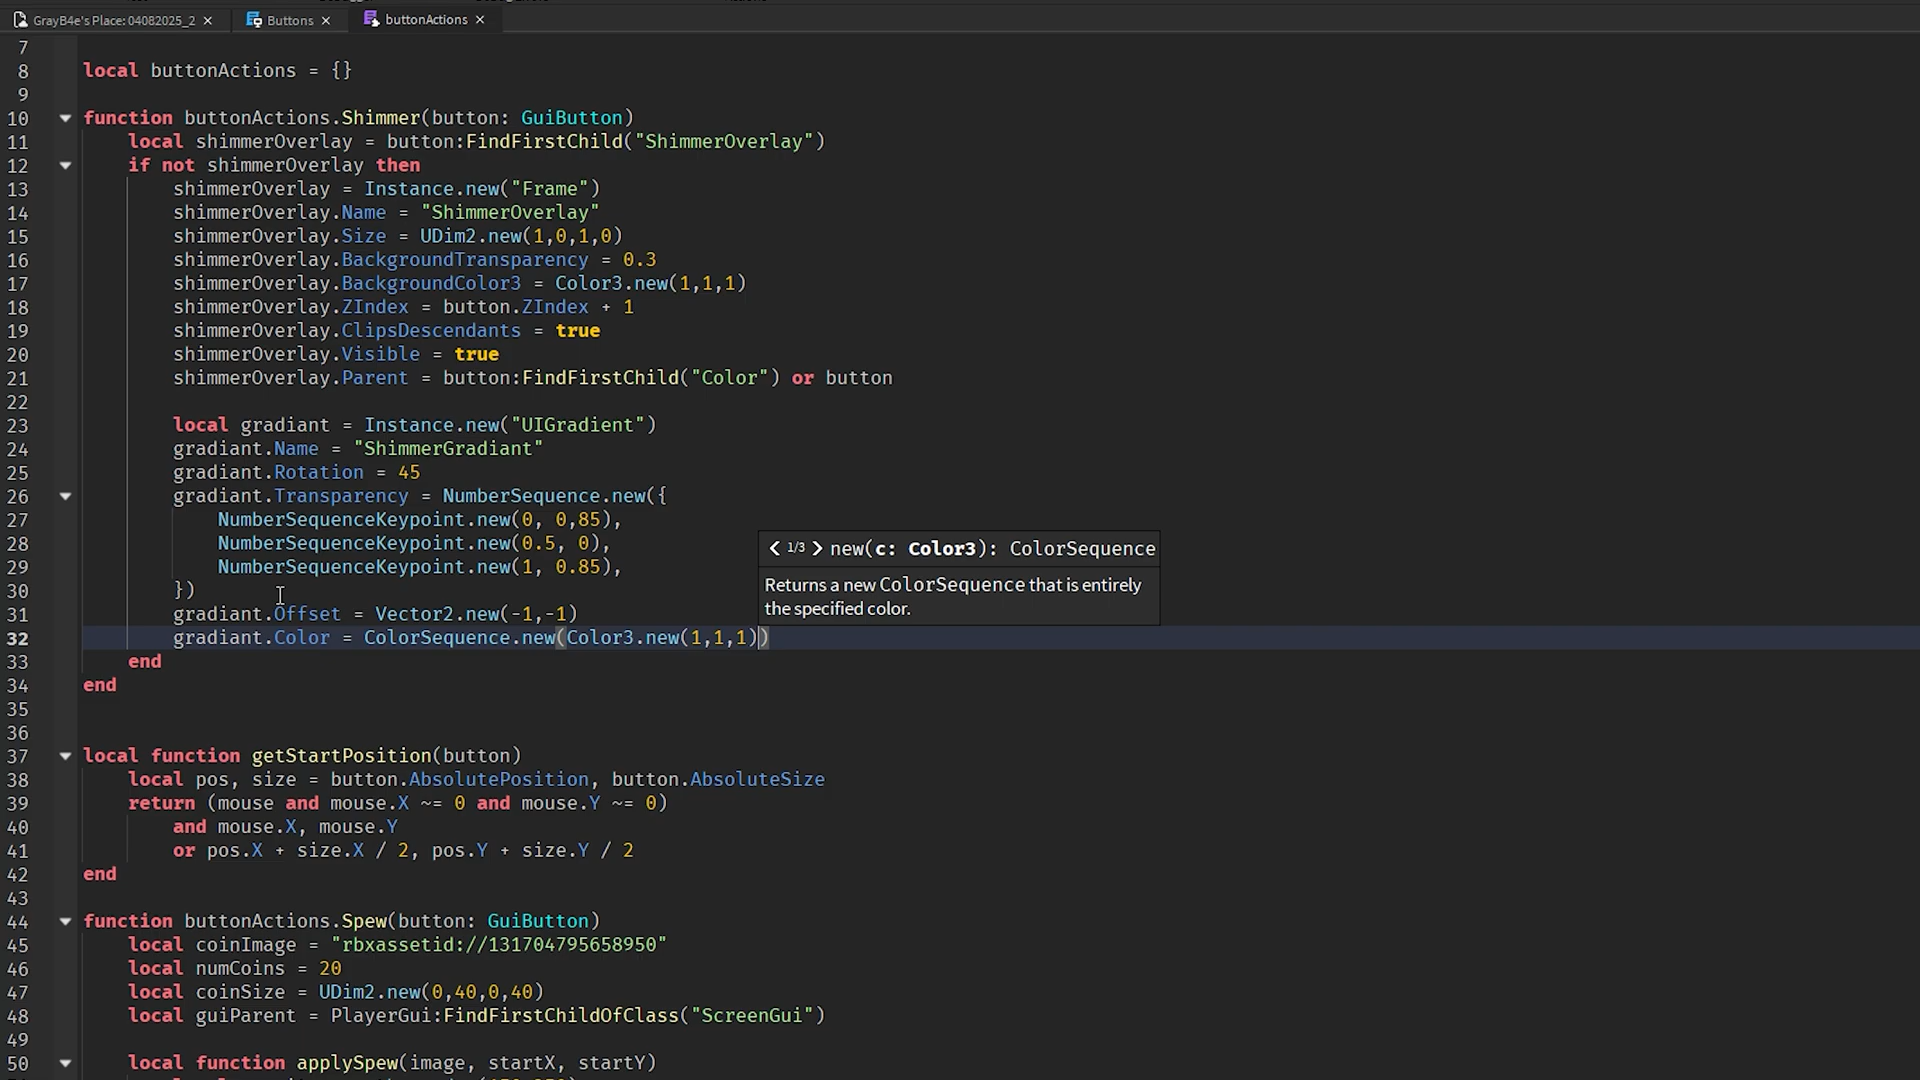 GrayB4e's Place: 04082025_2 × Buttons × buttonActions ×
7
8 local buttonActions = {}
9
10 function buttonActions.Shimmer(button: GuiButton)
11 local shimmerOverlay = button:FindFirstChild("ShimmerOverlay")
12 if not shimmerOverlay then
13 shimmerOverlay = Instance.new("Frame")
14 shimmerOverlay.Name = "ShimmerOverlay"
15 shimmerOverlay.Size = UDim2.new(1,0,1,0)
16 shimmerOverlay.BackgroundTransparency = 0.3
17 shimmerOverlay.BackgroundColor3 = Color3.new(1,1,1)
18 shimmerOverlay.ZIndex = button.ZIndex + 1
19 shimmerOverlay.ClipsDescendants = true
20 shimmerOverlay.Visible = true
21 shimmerOverlay.Parent = button:FindFirstChild("Color") or button
22
23 local gradiant = Instance.new("UIGradient")
24 gradiant.Name = "ShimmerGradiant"
25 gradiant.Rotation = 45
26 gradiant.Transparency = NumberSequence.new({
27 NumberSequenceKeypoint.new(0, 0,85),
28 NumberSequenceKeypoint.new(0.5, 0),
29 NumberSequenceKeypoint.new(1, 0.85),
30 })
31 gradiant.Offset = Vector2.new(-1,-1)
32 gradiant.Color = ColorSequence.new(Color3.new(1,1,1))
< 1/3 > new(c: Color3): ColorSequence
Returns a new ColorSequence that is entirely
the specified color.
33 end
34 end
35
36
37 local function getStartPosition(button)
38 local pos, size = button.AbsolutePosition, button.AbsoluteSize
39 return (mouse and mouse.X ~= 0 and mouse.Y ~= 0)
40 and mouse.X, mouse.Y
41 or pos.X + size.X / 2, pos.Y + size.Y / 2
42 end
43
44 function buttonActions.Spew(button: GuiButton)
45 local coinImage = "rbxassetid://131704795658950"
46 local numCoins = 20
47 local coinSize = UDim2.new(0,40,0,40)
48 local guiParent = PlayerGui:FindFirstChildOfClass("ScreenGui")
49
50 local function applySpew(image, startX, startY)